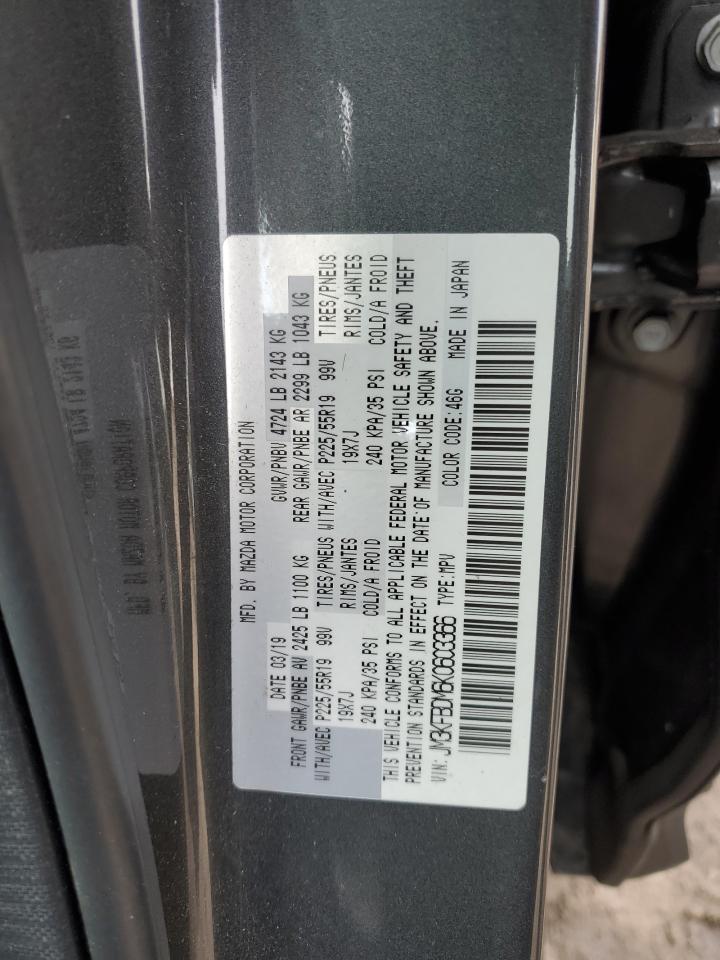 MFD. BY MAZDA MOTOR CORPORATION
DATE 03/19 GVWR/PNBV 4724 LB 2143 KG
FRONT GAWR/PNBE AV 2425 LB 1100 KG REAR GAWR/PNBE AR 2299 LB 1043 KG
WITH/AVEC P225/55R19 99V TIRES/PNEUS WITH/AVEC P225/55R19 99V TIRES/PNEUS
19X7J RIMS/JANTES 19X7J RIMS/JANTES
240 KPA/35 PSI COLD/A FROID 240 KPA/35 PSI COLD/A FROID
THIS VEHICLE CONFORMS TO ALL APPLICABLE FEDERAL MOTOR VEHICLE SAFETY AND THEFT
PREVENTION STANDARDS IN EFFECT ON THE DATE OF MANUFACTURE SHOWN ABOVE.
VIN: JM3KFBDM6K0603366 TYPE:MPV COLOR CODE:46G MADE IN JAPAN